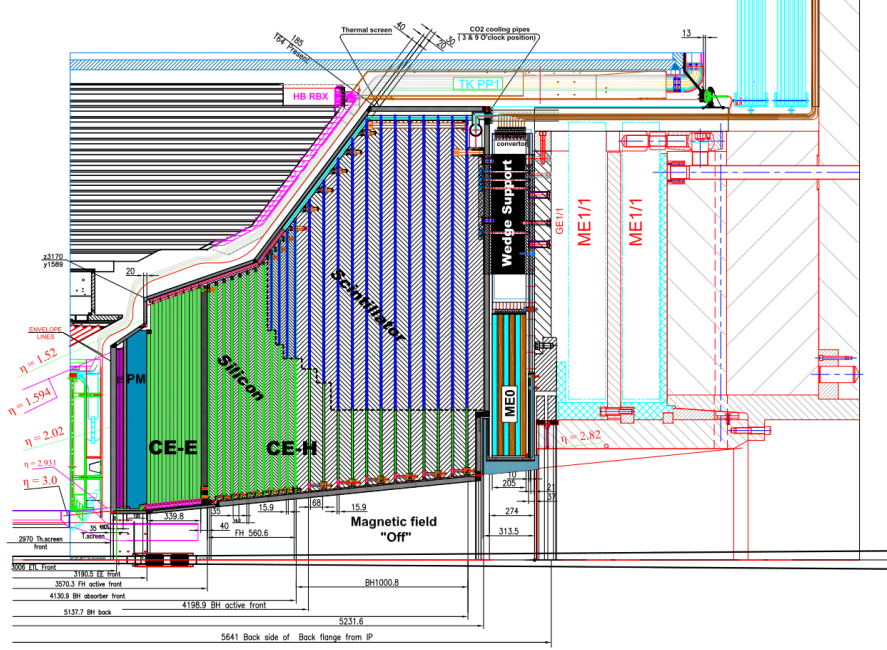 40
30
20
Thermal screen
CO2 cooling pipes
( 3 & 9 O'clock position)
13
185
164 Present
TK PP1
HB RBX
convertor
Wedge Support
GE1/1
ME1/1
ME1/1
z3170
y1589
20
Scintillator
ENVELOPE
LINES
η = 1.52
Silicon
PM
η = 1.594
ME0
η = 2.02
CE-E
CE-H
η = 2.82
η = 2.931
η = 3.0
10
205
21
37
339.8
35
15.9
68
15.9
274
35
T.screen
40
FH 560.6
Magnetic field
"Off"
313.5
2970 Th.screen
front
3006 ETL Front
3190.5 EE front
3570.3 FH active front
BH1000.8
4130.9 BH absorber front
4198.9 BH active front
5137.7 BH back
5231.6
5641 Back side of Back flange from IP